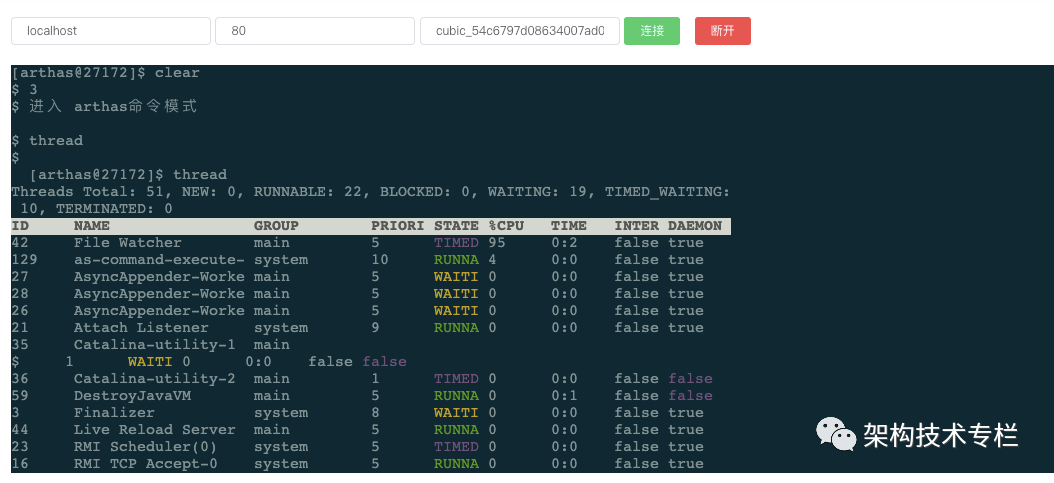 localhost 80 cubic_54c6797d08634007ad0 连接 断开
[arthas@27172]$ clear
$ 3
$ 进入 arthas命令模式
$ thread
$
[arthas@27172]$ thread
Threads Total: 51, NEW: 0, RUNNABLE: 22, BLOCKED: 0, WAITING: 19, TIMED_WAITING:
10, TERMINATED: 0
ID NAME GROUP PRIORI STATE %CPU TIME INTER DAEMON
42 File Watcher main 5 TIMED 95 0:2 false true
129 as-command-execute- system 10 RUNNA 4 0:0 false true
27 AsyncAppender-Worke main 5 WAITI 0 0:0 false true
28 AsyncAppender-Worke main 5 WAITI 0 0:0 false true
26 AsyncAppender-Worke main 5 WAITI 0 0:0 false true
21 Attach Listener system 9 RUNNA 0 0:0 false true
35 Catalina-utility-1 main
$ 1 WAITI 0 0:0 false false
36 Catalina-utility-2 main 1 TIMED 0 0:0 false false
59 DestroyJavaVM main 5 RUNNA 0 0:1 false false
3 Finalizer system 8 WAITI 0 0:0 false true
44 Live Reload Server main 5 RUNNA 0 0:0 false true
23 RMI Scheduler(0) system 5 TIMED 0 0:0 false true
16 RMI TCP Accept-0 system 5 RUNNA 0 0:0 false true
架构技术专栏